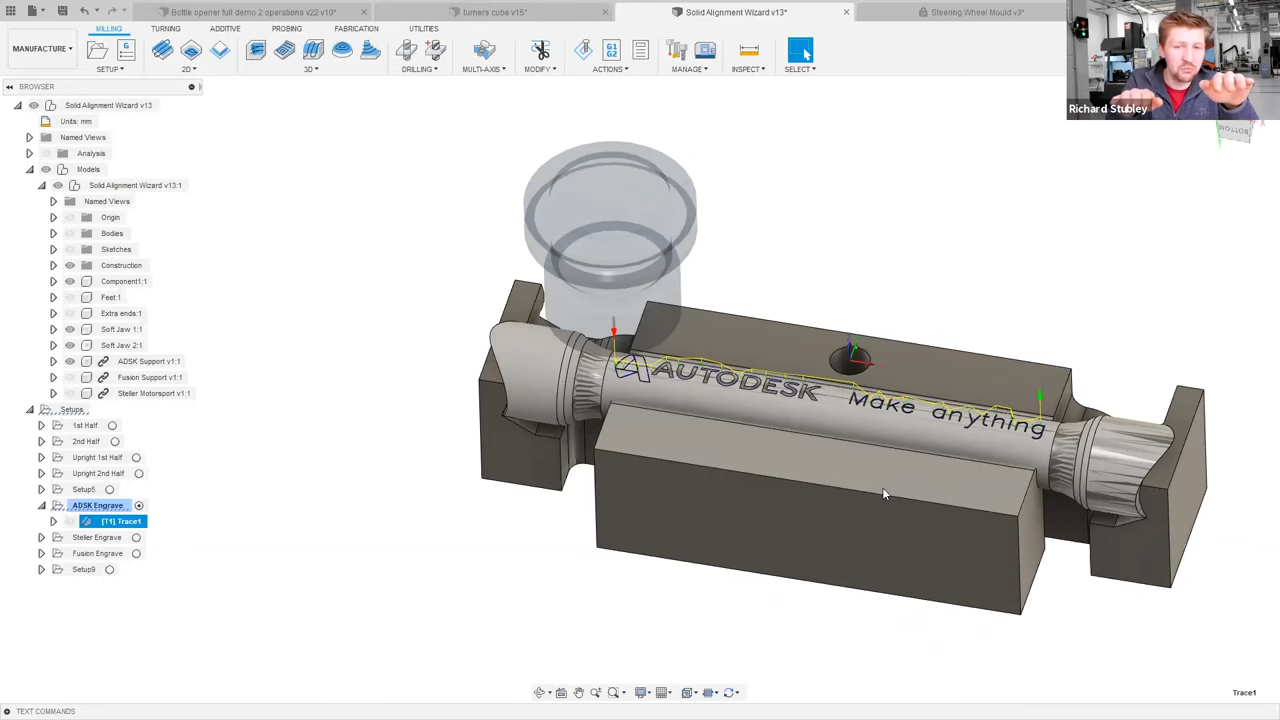 Bottle opener full demo 2 operations v22 v10*
turners cube v15*
Solid Alignment Wizard v13*
Steering Wheel Mould v3*
MILLING TURNING ADDITIVE PROBING FABRICATION UTILITIES
MANUFACTURE
G1
G2
SETUP 2D 3D DRILLING MULTI-AXIS MODIFY ACTIONS MANAGE INSPECT SELECT
Richard Stubley
BOTTOM
BROWSER
Solid Alignment Wizard v13
Units: mm
Named Views
Analysis
Models
Solid Alignment Wizard v13:1
Named Views
Origin
Bodies
Sketches
Construction
Component1:1
Feet:1
Extra ends:1
Soft Jaw 1:1
Soft Jaw 2:1
ADSK Support v1:1
Fusion Support v1:1
Steller Motorsport v1:1
Setups
1st Half
2nd Half
Upright 1st Half
Upright 2nd Half
Setup5
ADSK Engrave
[T1] Trace1
Steller Engrave
Fusion Engrave
Setup9
AUTODESK Make anything
Trace1
TEXT COMMANDS